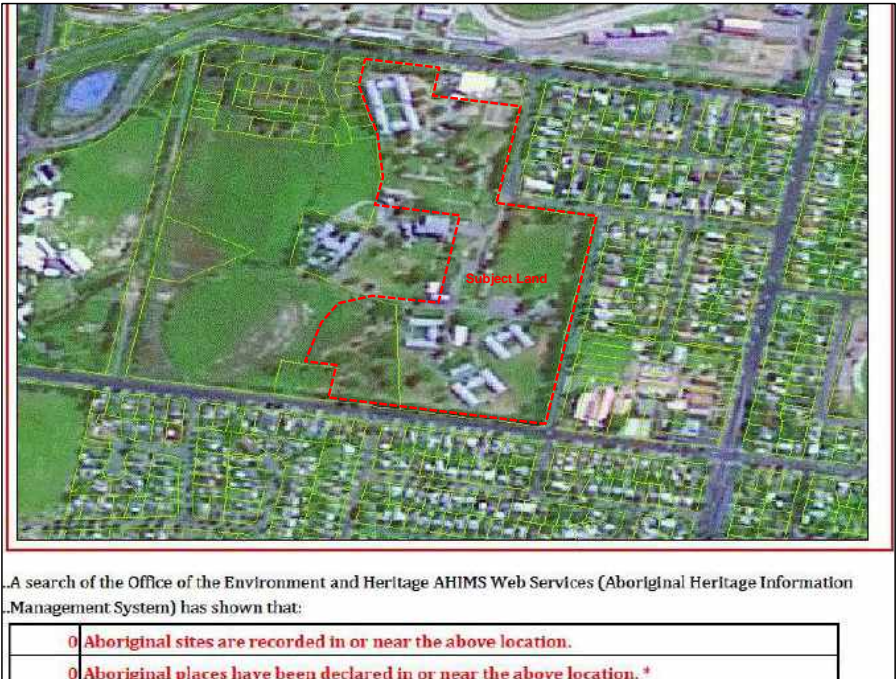 Subject Land
..A search of the Office of the Environment and Heritage AHIMS Web Services (Aboriginal Heritage Information
..Management System) has shown that:
0 Aboriginal sites are recorded in or near the above location.
0 Aboriginal places have been declared in or near the above location. *